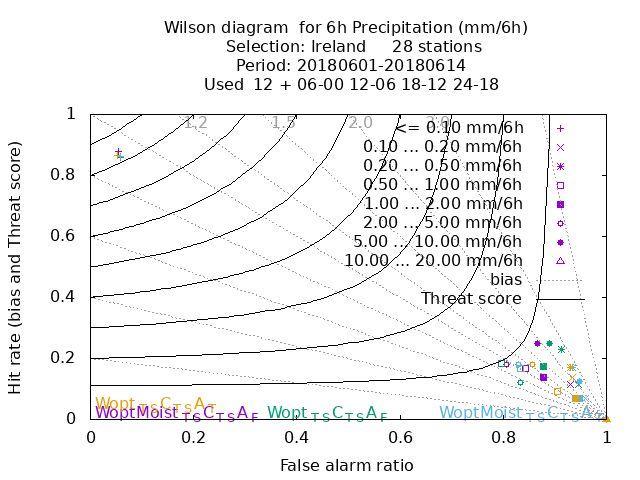 Wilson diagram  for 6h Precipitation (mm/6h)
Selection: Ireland     28 stations
Period: 20180601-20180614
Used  12 + 06-00 12-06 18-12 24-18
Hit rate (bias and Threat score)
1
0.8
0.6
0.4
0.2
0
1.2
1.5
2.0
<= 0.10 mm/6h
0.10 ... 0.20 mm/6h
0.20 ... 0.50 mm/6h
0.50 ... 1.00 mm/6h
1.00 ... 2.00 mm/6h
2.00 ... 5.00 mm/6h
5.00 ... 10.00 mm/6h
10.00 ... 20.00 mm/6h
bias
Threat score
Wopt_TSC_TSA_T
WoptMoist_TSC_TSA_F
Wopt_TSC_TSA_F
WoptMoist_TSC_TSA_T
0
0.2
0.4
0.6
0.8
1
False alarm ratio